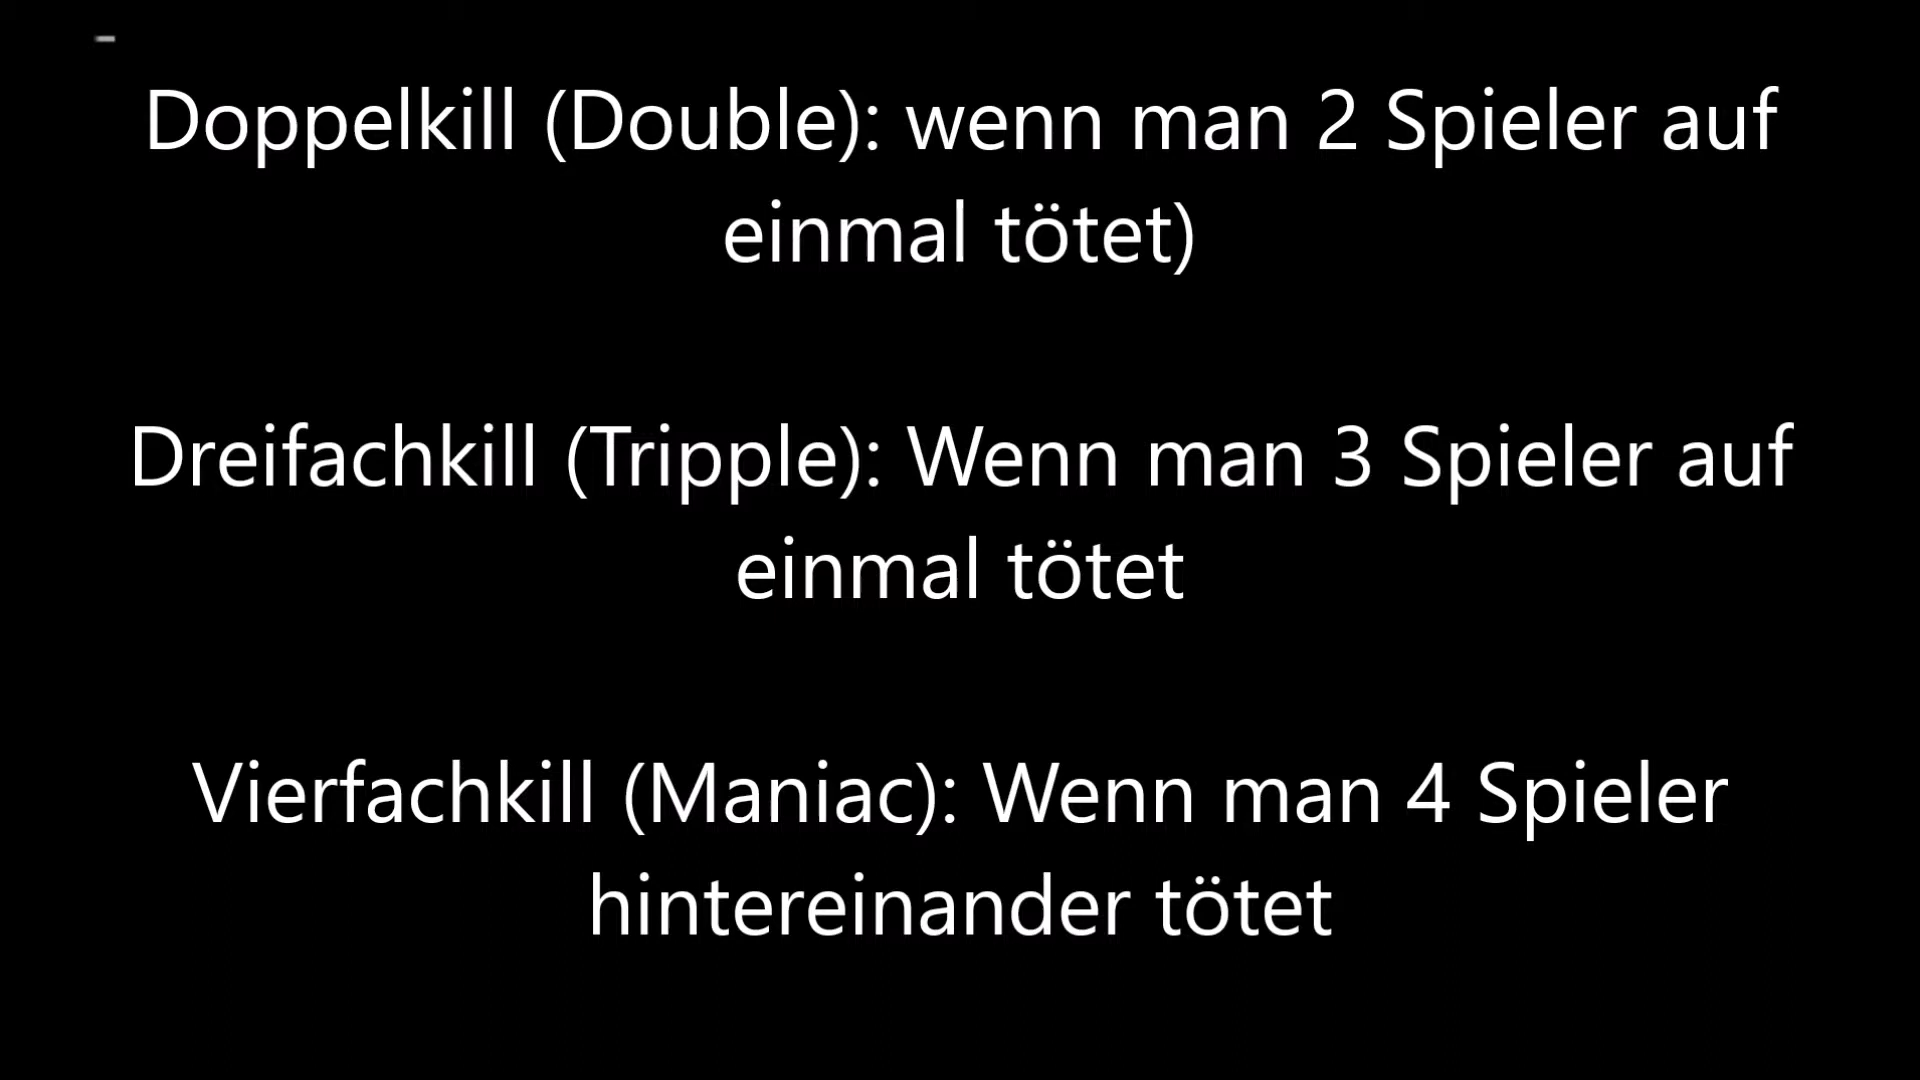 Doppelkill (Double): wenn man 2 Spieler auf
einmal tötet)
Dreifachkill (Tripple): Wenn man 3 Spieler auf
einmal tötet
Vierfachkill (Maniac): Wenn man 4 Spieler
hintereinander tötet